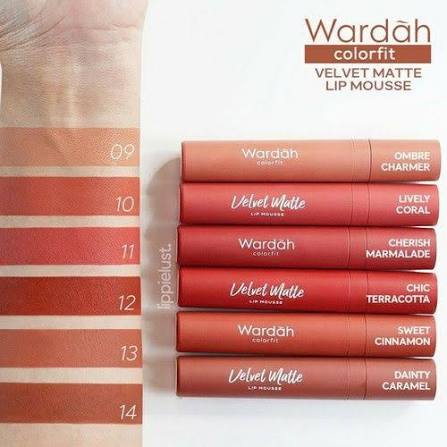 Wardah
colorfit
VELVET MATTE
LIP MOUSSE
09
10
11
12
13
14
Wardah
colorfit
OMBRE
CHARMER
Velvet Matte
LIP MOUSSE
LIVELY
CORAL
Wardah
colorfit
CHERISH
MARMALADE
Velvet Matte
LIP MOUSSE
CHIC
TERRACOTTA
Wardah
colorfit
SWEET
CINNAMON
Velvet Matte
LIP MOUSSE
DAINTY
CARAMEL
lippielust.